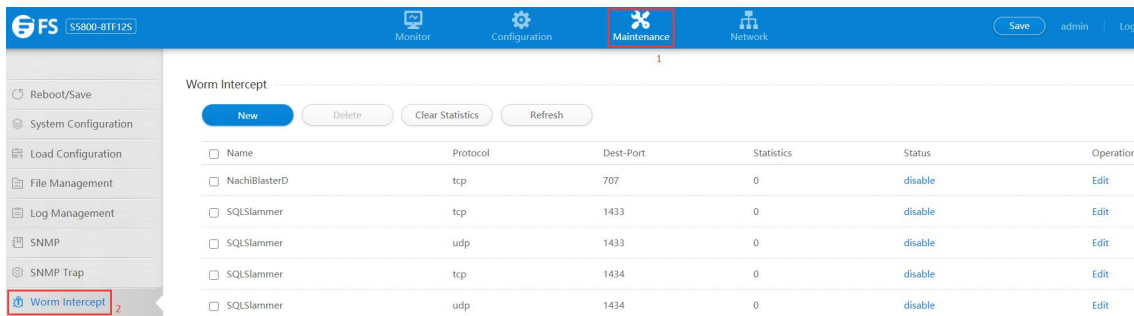 FS S5800-8TF12S
Monitor Configuration Maintenance Network Save admin Log
1
Worm Intercept
Reboot/Save
System Configuration
Load Configuration
File Management
Log Management
SNMP
SNMP Trap
Worm Intercept 2
New Delete Clear Statistics Refresh
Name Protocol Dest-Port Statistics Status Operation
NachiBlasterD tcp 707 0 disable Edit
SQLSlammer tcp 1433 0 disable Edit
SQLSlammer udp 1433 0 disable Edit
SQLSlammer tcp 1434 0 disable Edit
SQLSlammer udp 1434 0 disable Edit